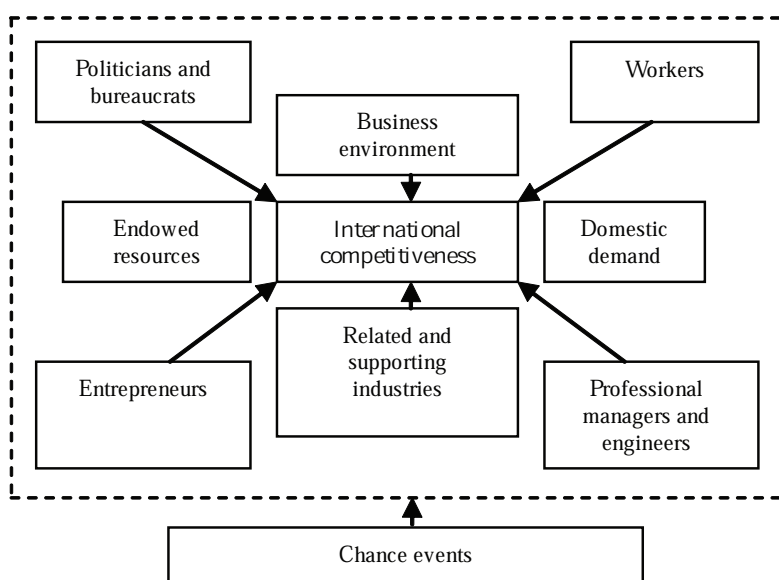 Politicians and
bureaucrats
Workers
Business
environment
Endowed
resources
International
competitiveness
Domestic
demand
Entrepreneurs
Related and
supporting
industries
Professional
managers and
engineers
Chance events